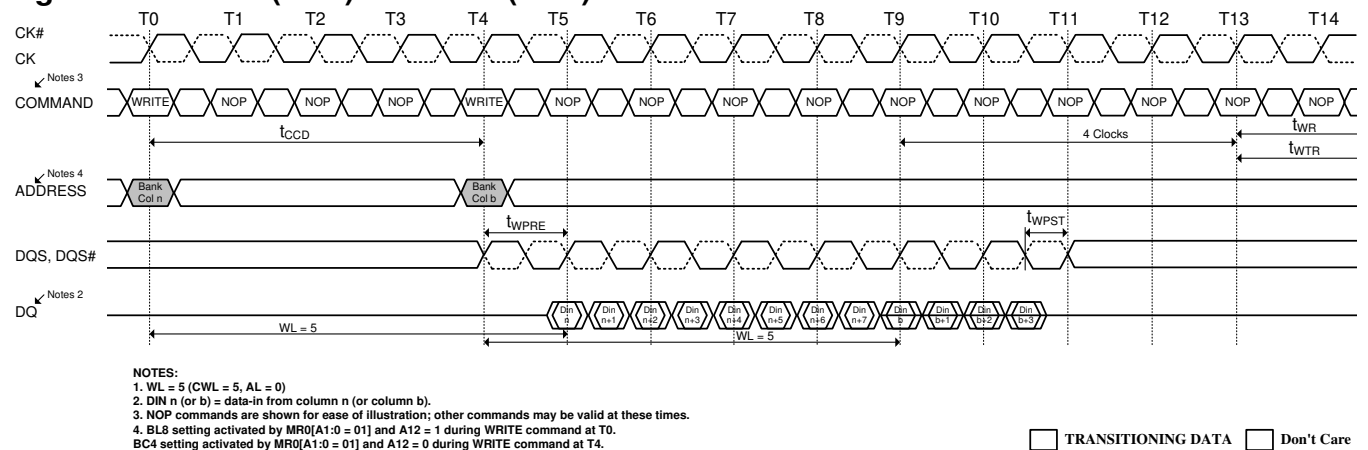 T0 T1 T2 T3 T4 T5 T6 T7 T8 T9 T10 T11 T12 T13 T14
CK#
CK
Notes 3
COMMAND WRITE NOP NOP NOP WRITE NOP NOP NOP NOP NOP NOP NOP NOP NOP NOP
tCCD 4 Clocks tWR
tWTR
Notes 4
ADDRESS Bank Col n Bank Col b
tWPRE tWPST
DQS, DQS#
Notes 2
DQ Din n Din n+1 Din n+2 Din n+3 Din n+4 Din n+5 Din n+6 Din n+7 Din b Din b+1 Din b+2 Din b+3
WL = 5 WL = 5
NOTES:
1. WL = 5 (CWL = 5, AL = 0)
2. DIN n (or b) = data-in from column n (or column b).
3. NOP commands are shown for ease of illustration; other commands may be valid at these times.
4. BL8 setting activated by MR0[A1:0 = 01] and A12 = 1 during WRITE command at T0.
BC4 setting activated by MR0[A1:0 = 01] and A12 = 0 during WRITE command at T4.
TRANSITIONING DATA Don't Care